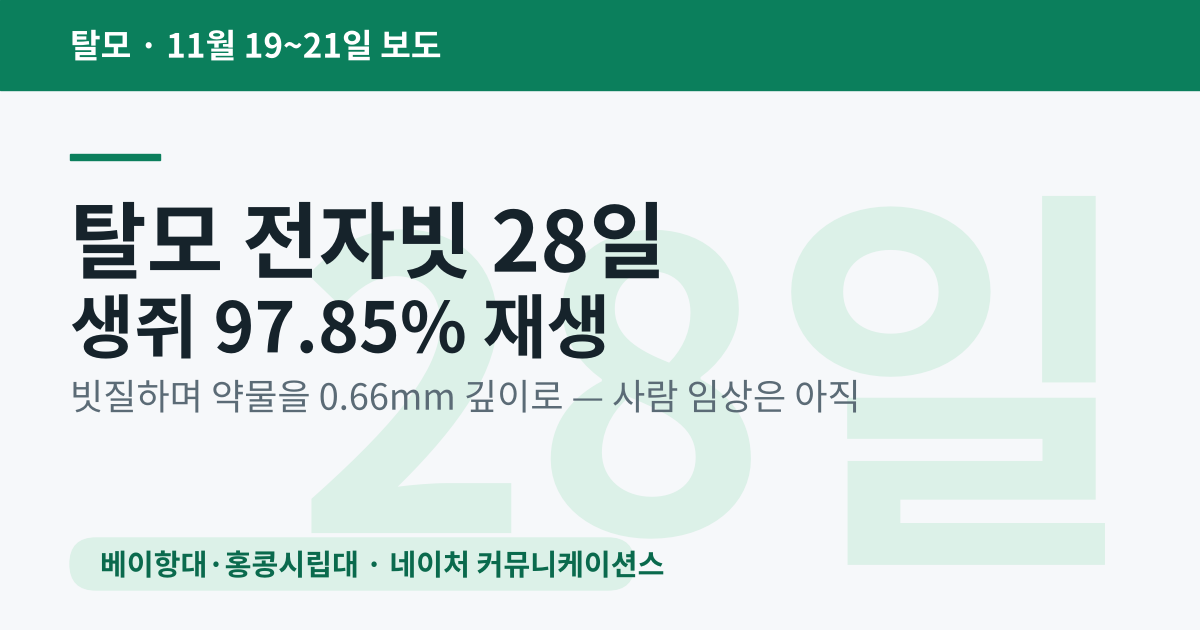 탈모 · 11월 19~21일 보도
탈모 전자빗 28일
생쥐 97.85% 재생
빗질하며 약물을 0.66mm 깊이로 — 사람 임상은 아직
28일
베이항대·홍콩시립대 · 네이처 커뮤니케이션스